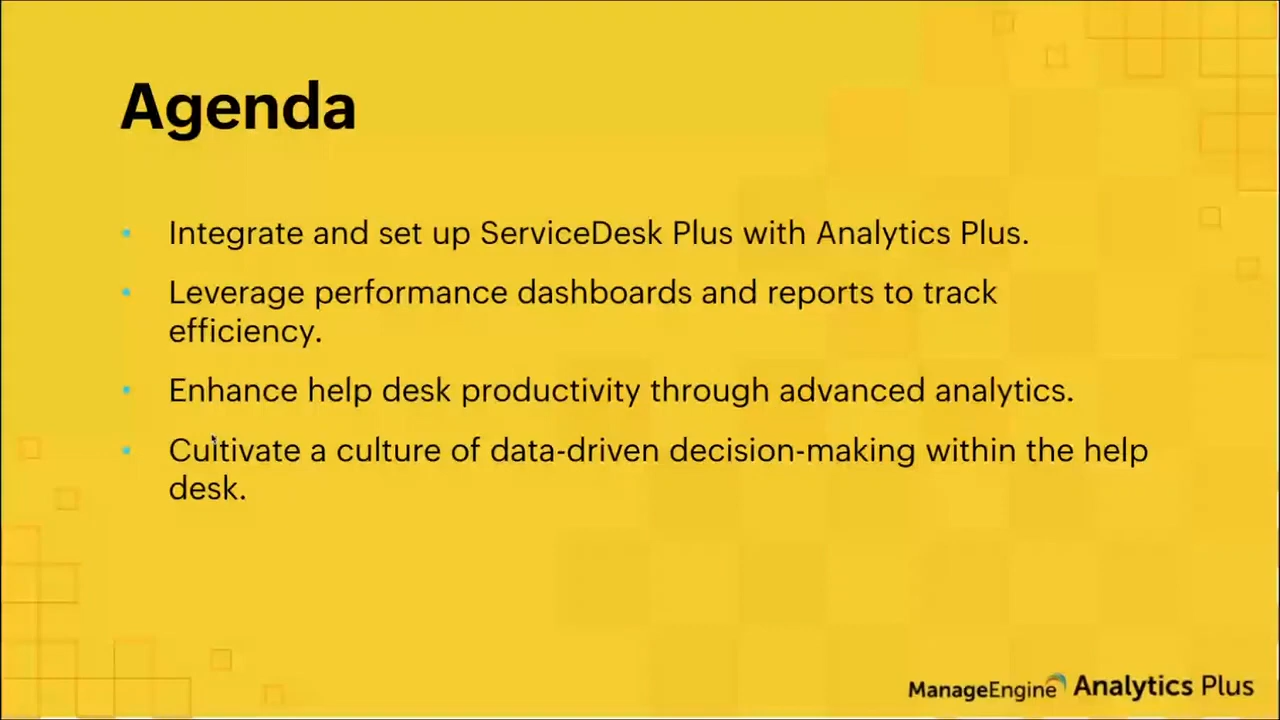 Agenda
• Integrate and set up ServiceDesk Plus with Analytics Plus.
• Leverage performance dashboards and reports to track
efficiency.
• Enhance help desk productivity through advanced analytics.
• Cultivate a culture of data-driven decision-making within the help
desk.
ManageEngine Analytics Plus